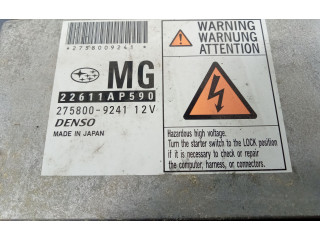 *2758009241*
MG
22611AP590
275800-9241 12V
DENSO
MADE IN JAPAN
WARNING
WARNUNG
ATTENTION
Hazardous high voltage.
Turn the starter switch to the LOCK position
if it is necessary to check or repair
the computer, harness, or connectors.